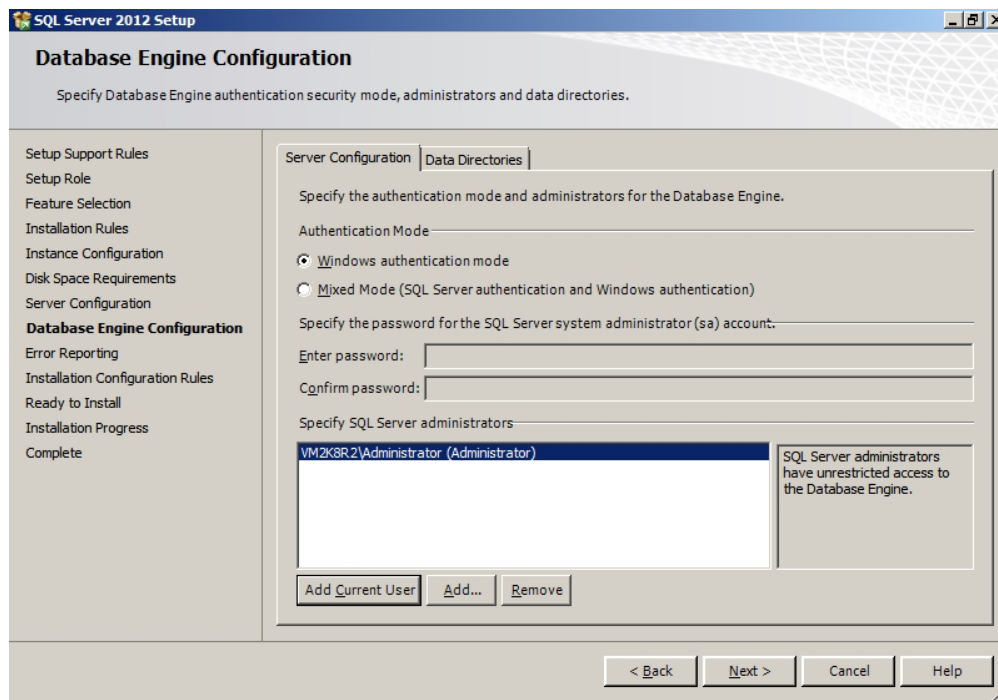 SQL Server 2012 Setup
Database Engine Configuration
Specify Database Engine authentication security mode, administrators and data directories.
Setup Support Rules
Setup Role
Feature Selection
Installation Rules
Instance Configuration
Disk Space Requirements
Server Configuration
Database Engine Configuration
Error Reporting
Installation Configuration Rules
Ready to Install
Installation Progress
Complete
Server Configuration
Data Directories
Specify the authentication mode and administrators for the Database Engine.
Authentication Mode
Windows authentication mode
Mixed Mode (SQL Server authentication and Windows authentication)
Specify the password for the SQL Server system administrator (sa) account.
Enter password:
Confirm password:
Specify SQL Server administrators
VM2K8R2\Administrator (Administrator)
SQL Server administrators
have unrestricted access to
the Database Engine.
Add Current User
Add...
Remove
< Back
Next >
Cancel
Help